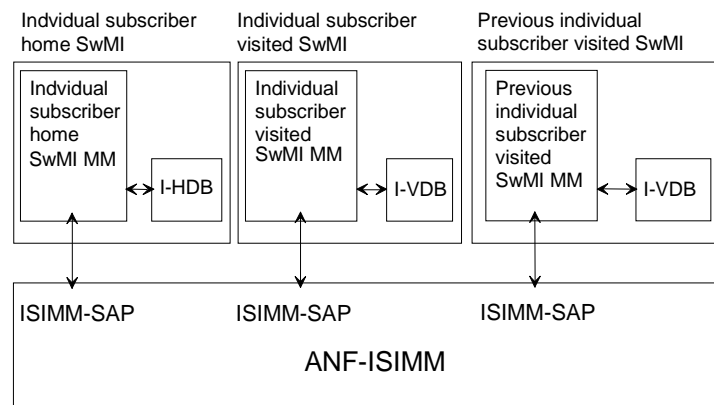 Indvidual subscriber
home SwMI
Individual subscriber
visited SwMI
Previous individual
subscriber visited SwMI
Indvidual
subscriber
home
SwMI MM
I-HDB
Individual
subscriber
visited
SwMI MM
I-VDB
Previous
individual
subscriber
visited
SwMI MM
I-VDB
ISIMM-SAP
ISIMM-SAP
ISIMM-SAP
ANF-ISIMM